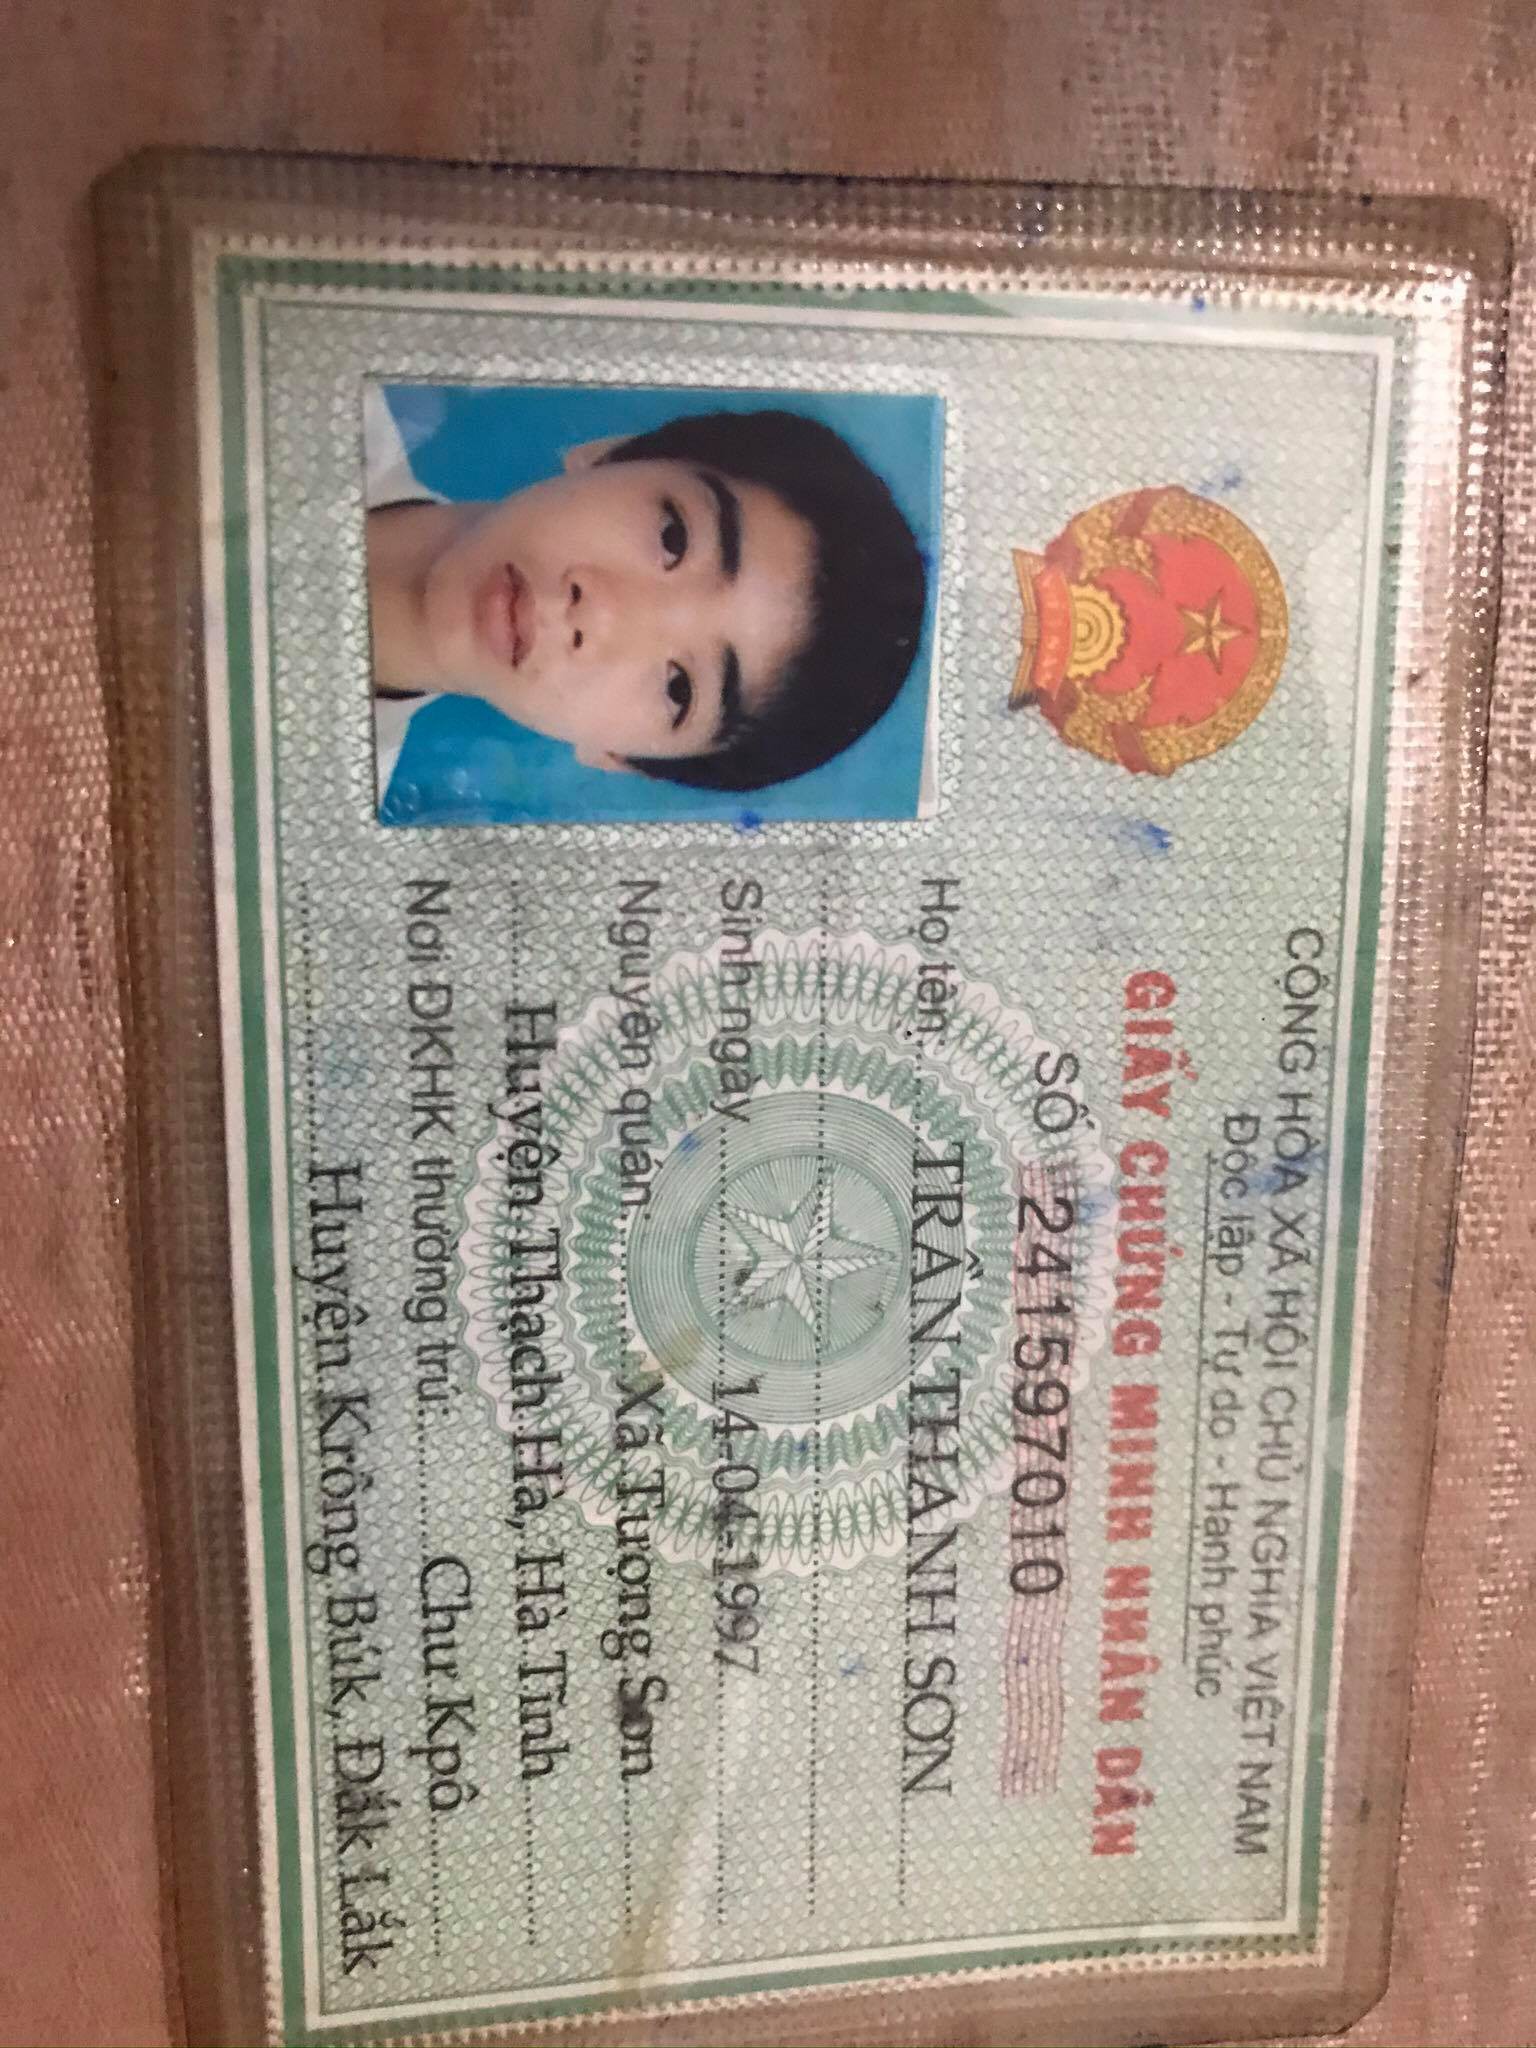 CỘNG HÒA XÃ HỘI CHỦ NGHĨA VIỆT NAM
Độc lập - Tự do - Hạnh phúc
GIẤY CHỨNG MINH NHÂN DÂN
SỐ 241597010
Họ tên: TRẦN THANH SƠN
Sinh ngày 14-04-1997
Nguyên quán: Xã Tượng Sơn
Huyện Thạch Hà, Hà Tĩnh
Nơi ĐKHK thường trú: Chư Kpô
Huyện Krông Búk, Đắk Lắk